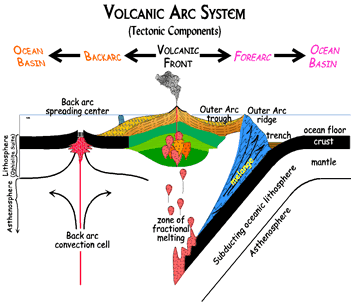 VOLCANIC ARC SYSTEM
(Tectonic Components)
OCEAN
BASIN
BACKARC
VOLCANIC
FRONT
FOREARC
OCEAN
BASIN
Back arc
spreading center
Outer Arc
trough
Outer Arc
ridge
trench
ocean floor
crust
mantle
Lithosphere
Asthenosphere
melange
zone of
fractional
melting
Back arc
convection cell
Subducting oceanic lithosphere
Asthenosphere